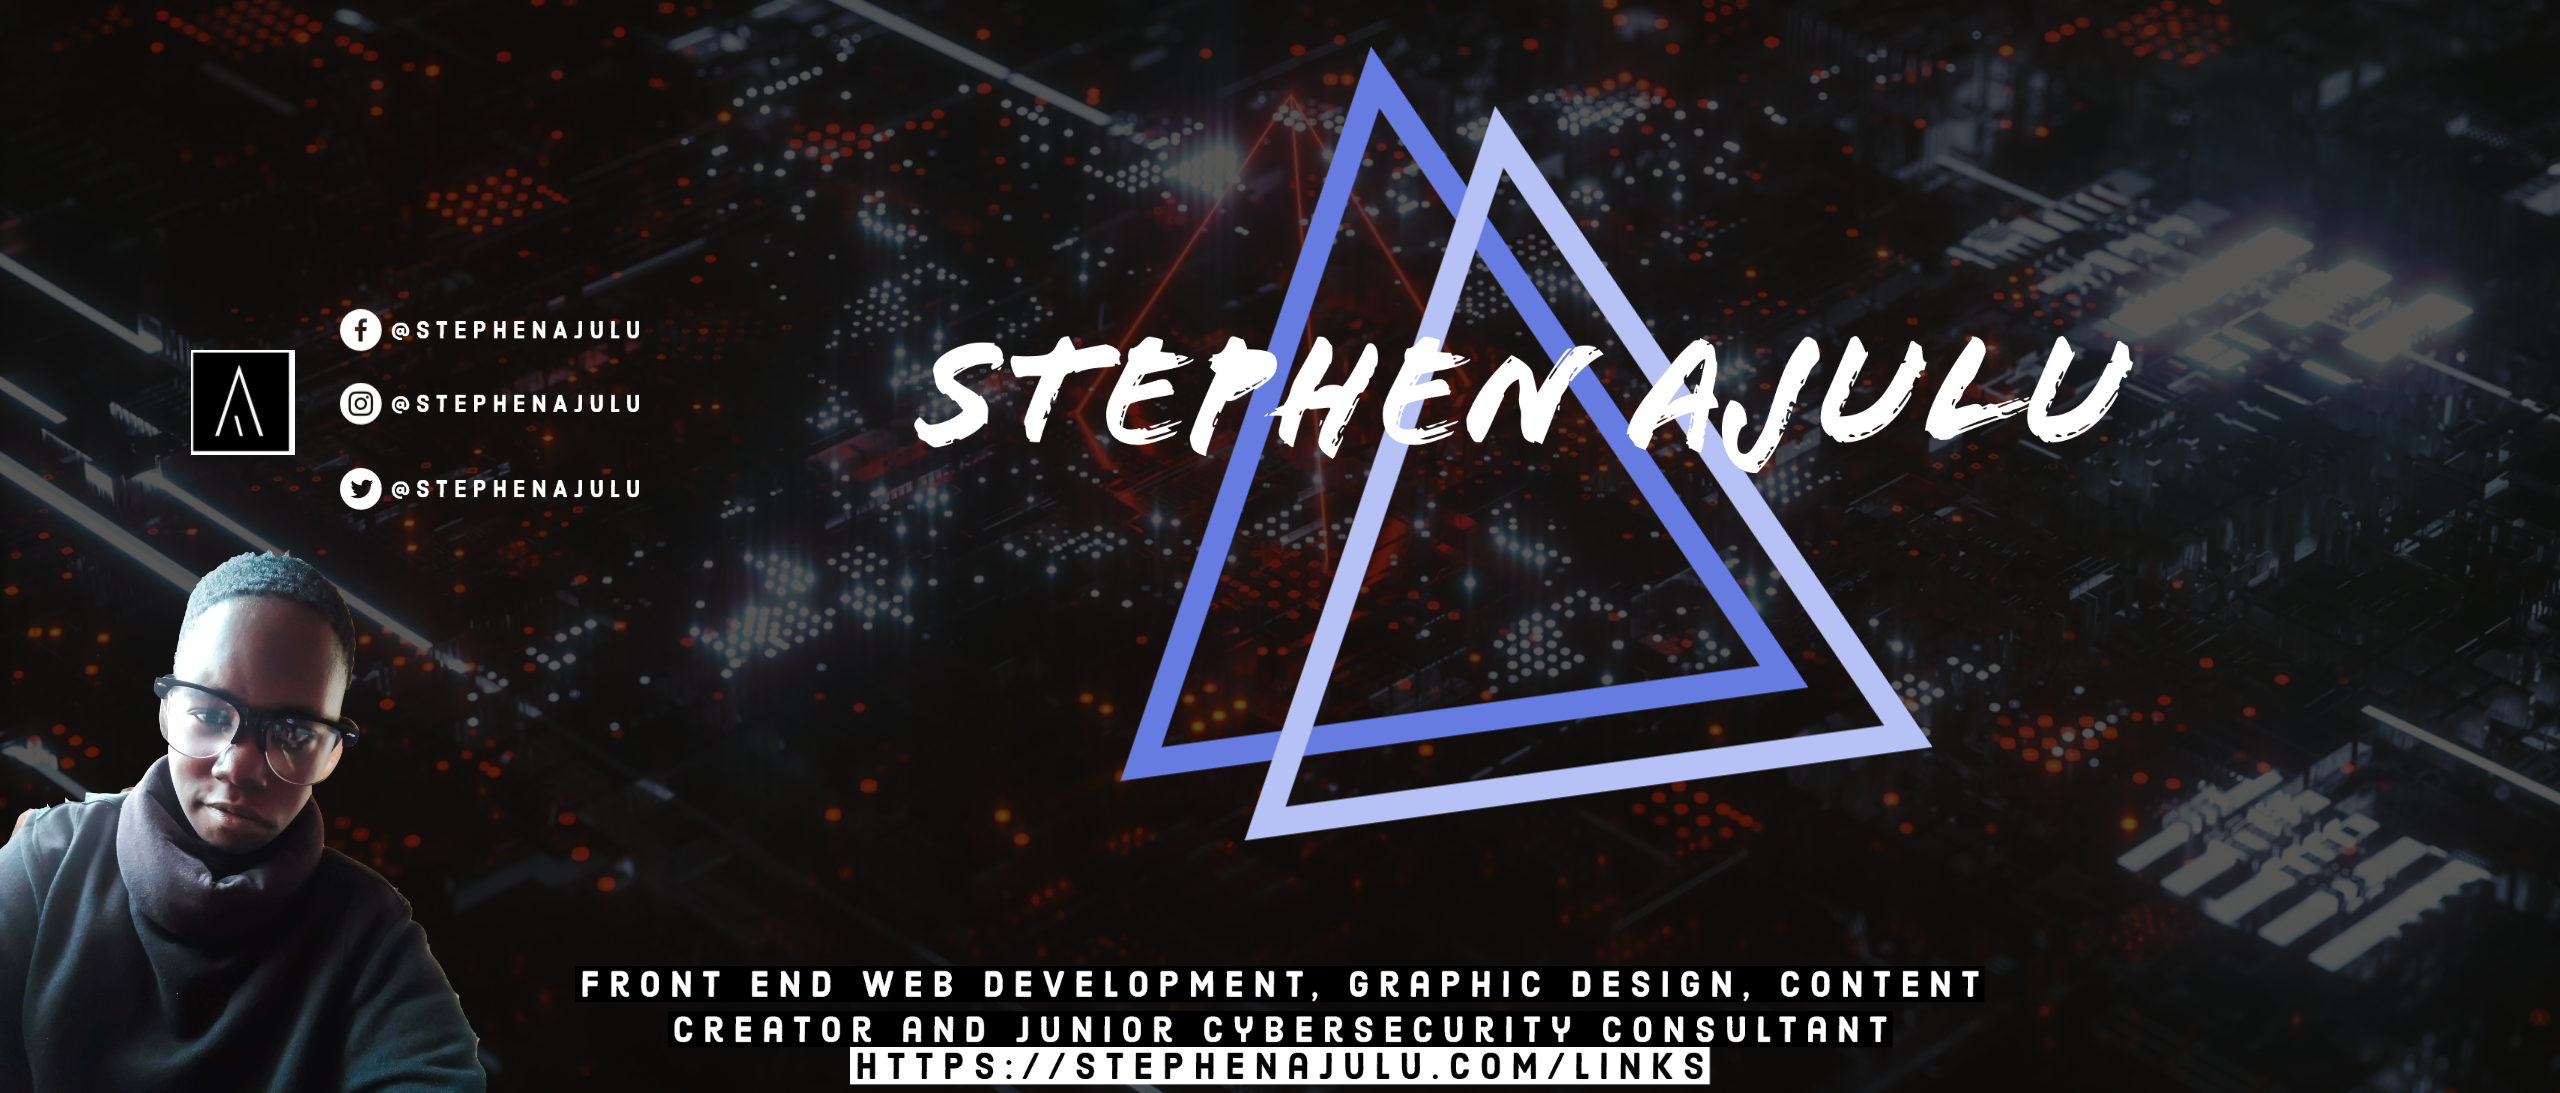 @STEPHENAJULU
@STEPHENAJULU
@STEPHENAJULU
STEPHEN AJULU
FRONT END WEB DEVELOPMENT, GRAPHIC DESIGN, CONTENT
CREATOR AND JUNIOR CYBERSECURITY CONSULTANT
HTTPS://STEPHENAJULU.COM/LINKS